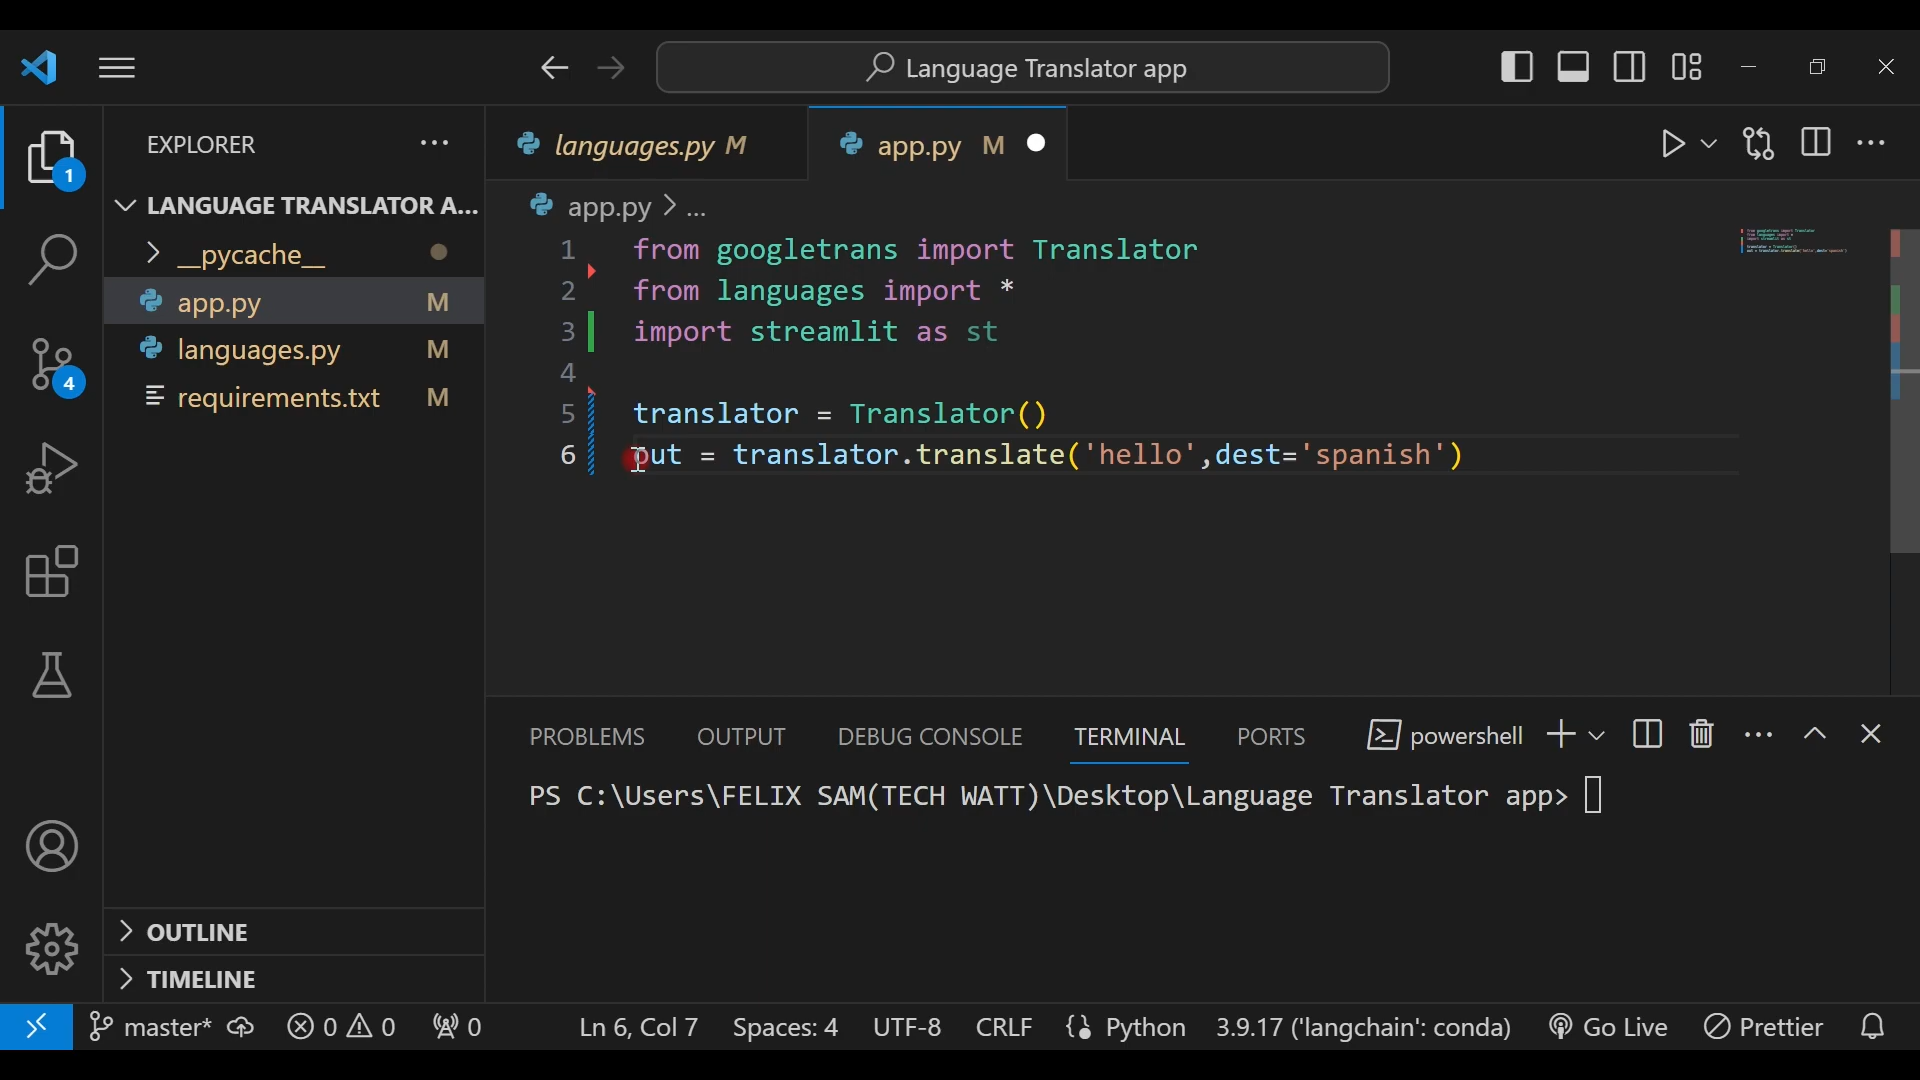 Language Translator app
EXPLORER
languages.py M
app.py M
1
LANGUAGE TRANSLATOR A...
app.py > ...
__pycache__
1 from googletrans import Translator
app.py M
2 from languages import *
languages.py M
3 import streamlit as st
4
requirements.txt M
4
5 translator = Translator()
6 out = translator.translate('hello',dest='spanish')
PROBLEMS OUTPUT DEBUG CONSOLE TERMINAL PORTS powershell
PS C:\Users\FELIX SAM(TECH WATT)\Desktop\Language Translator app>
OUTLINE
TIMELINE
master* 0 0 0 Ln 6, Col 7 Spaces: 4 UTF-8 CRLF Python 3.9.17 ('langchain': conda) Go Live Prettier